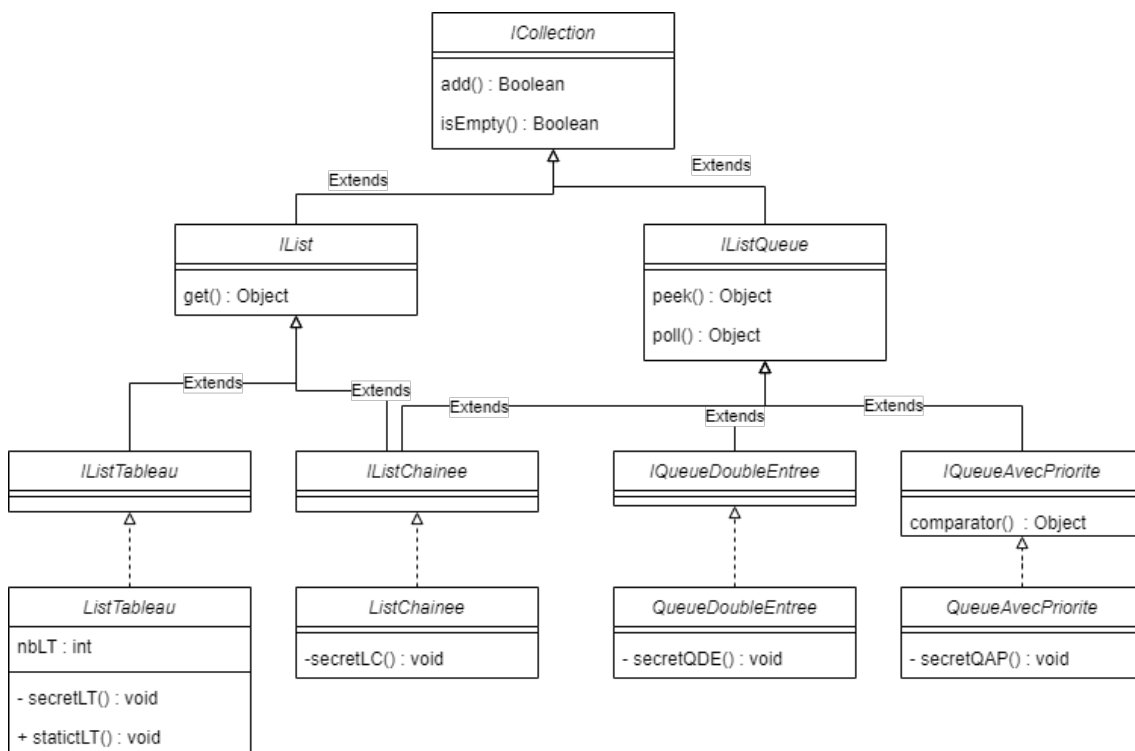 ICollection
add() : Boolean
isEmpty() : Boolean
Extends
Extends
IList
get() : Object
IListQueue
peek() : Object
poll() : Object
Extends
Extends
Extends
Extends
Extends
IListTableau
IListChainee
IQueueDoubleEntree
IQueueAvecPriorite
comparator() : Object
ListTableau
nbLT : int
- secretLT() : void
+ statictLT() : void
ListChainee
-secretLC() : void
QueueDoubleEntree
- secretQDE() : void
QueueAvecPriorite
- secretQAP() : void